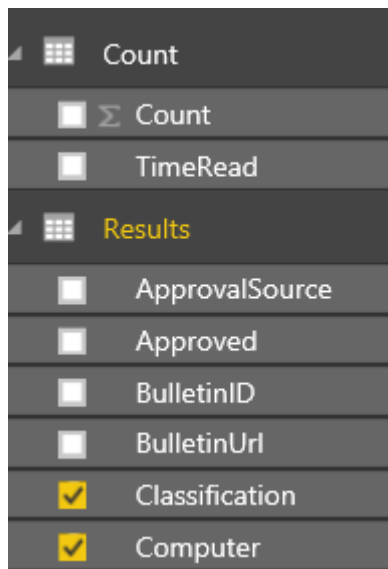 Count
Σ Count
TimeRead
Results
ApprovalSource
Approved
BulletinID
BulletinUrl
Classification
Computer